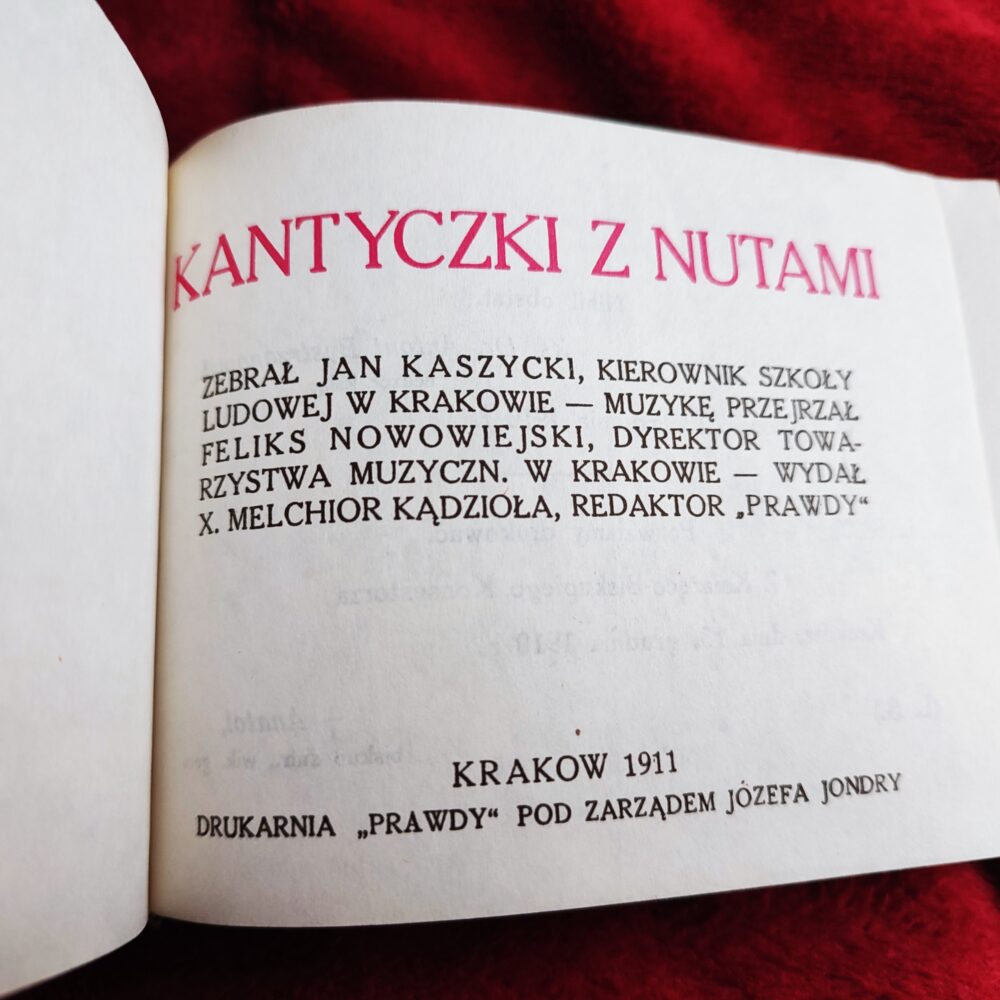 KANTYCZKI Z NUTAMI
ZEBRAŁ JAN KASZYCKI, KIEROWNIK SZKOŁY
LUDOWEJ W KRAKOWIE — MUZYKĘ PRZEJRZAŁ
FELIKS NOWOWIEJSKI, DYREKTOR TOWA-
RZYSTWA MUZYCZN. W KRAKOWIE — WYDAŁ
X. MELCHIOR KĄDZIOŁA, REDAKTOR „PRAWDY“
KRAKOW 1911
DRUKARNIA „PRAWDY“ POD ZARZĄDEM JÓZEFA JONDRY